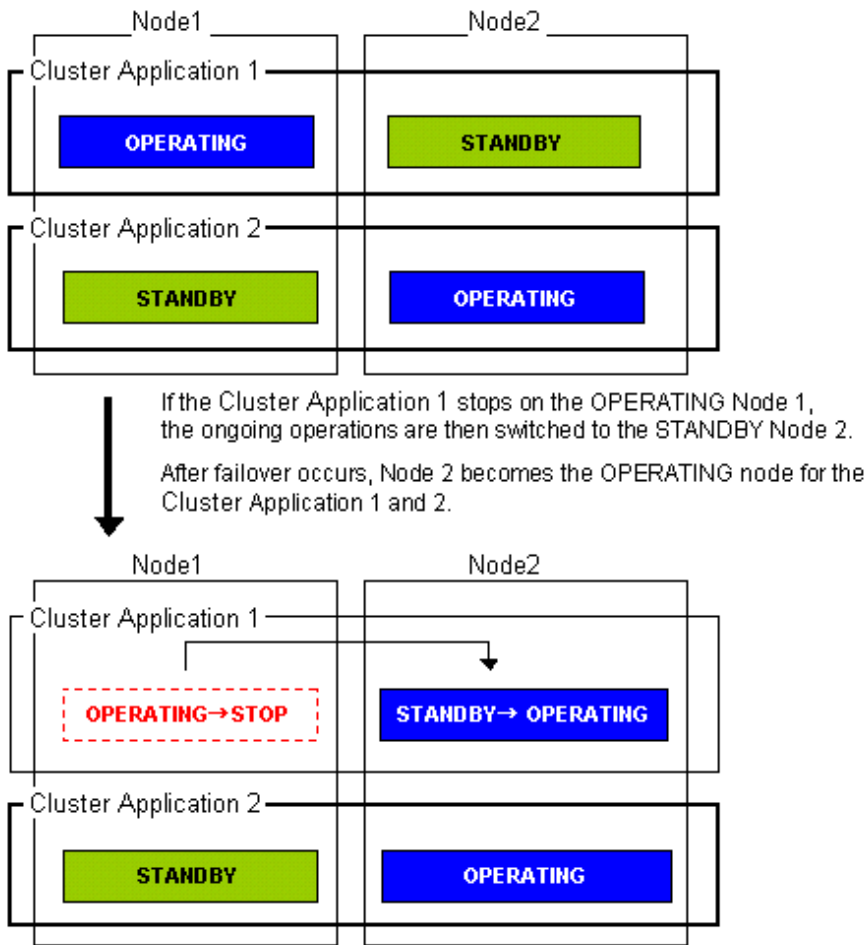 Node1
Node2
Cluster Application 1
OPERATING
STANDBY
Cluster Application 2
STANDBY
OPERATING
If the Cluster Application 1 stops on the OPERATING Node 1,
the ongoing operations are then switched to the STANDBY Node 2.
After failover occurs, Node 2 becomes the OPERATING node for the
Cluster Application 1 and 2.
Node1
Node2
Cluster Application 1
OPERATING→STOP
STANDBY→ OPERATING
Cluster Application 2
STANDBY
OPERATING